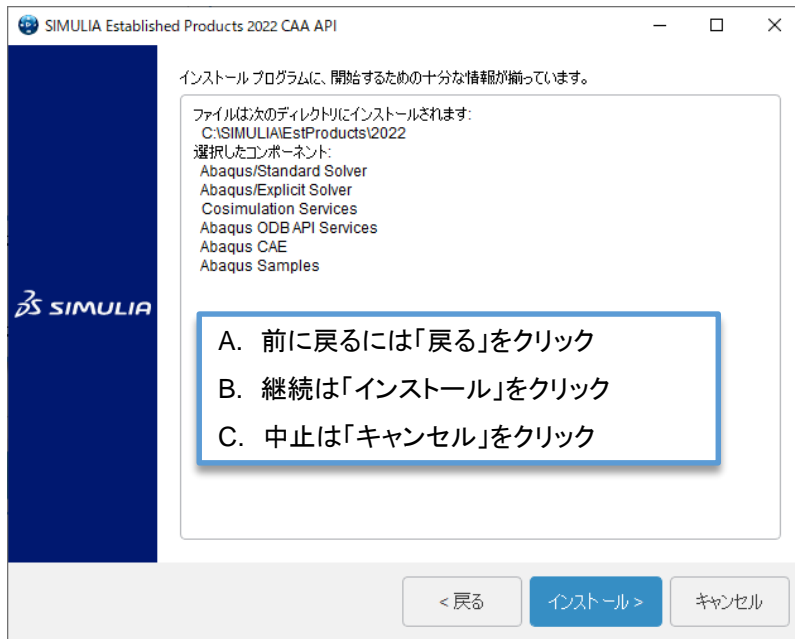 SIMULIA Established Products 2022 CAA API
インストール プログラムに、開始するための十分な情報が揃っています。
ファイルは次のディレクトリにインストールされます:
C:\SIMULIA\EstProducts\2022
選択したコンポーネント:
Abaqus/Standard Solver
Abaqus/Explicit Solver
Cosimulation Services
Abaqus ODB API Services
Abaqus CAE
Abaqus Samples
SIMULIA
A. 前に戻るには「戻る」をクリック
B. 継続は「インストール」をクリック
C. 中止は「キャンセル」をクリック
< 戻る
インストール >
キャンセル